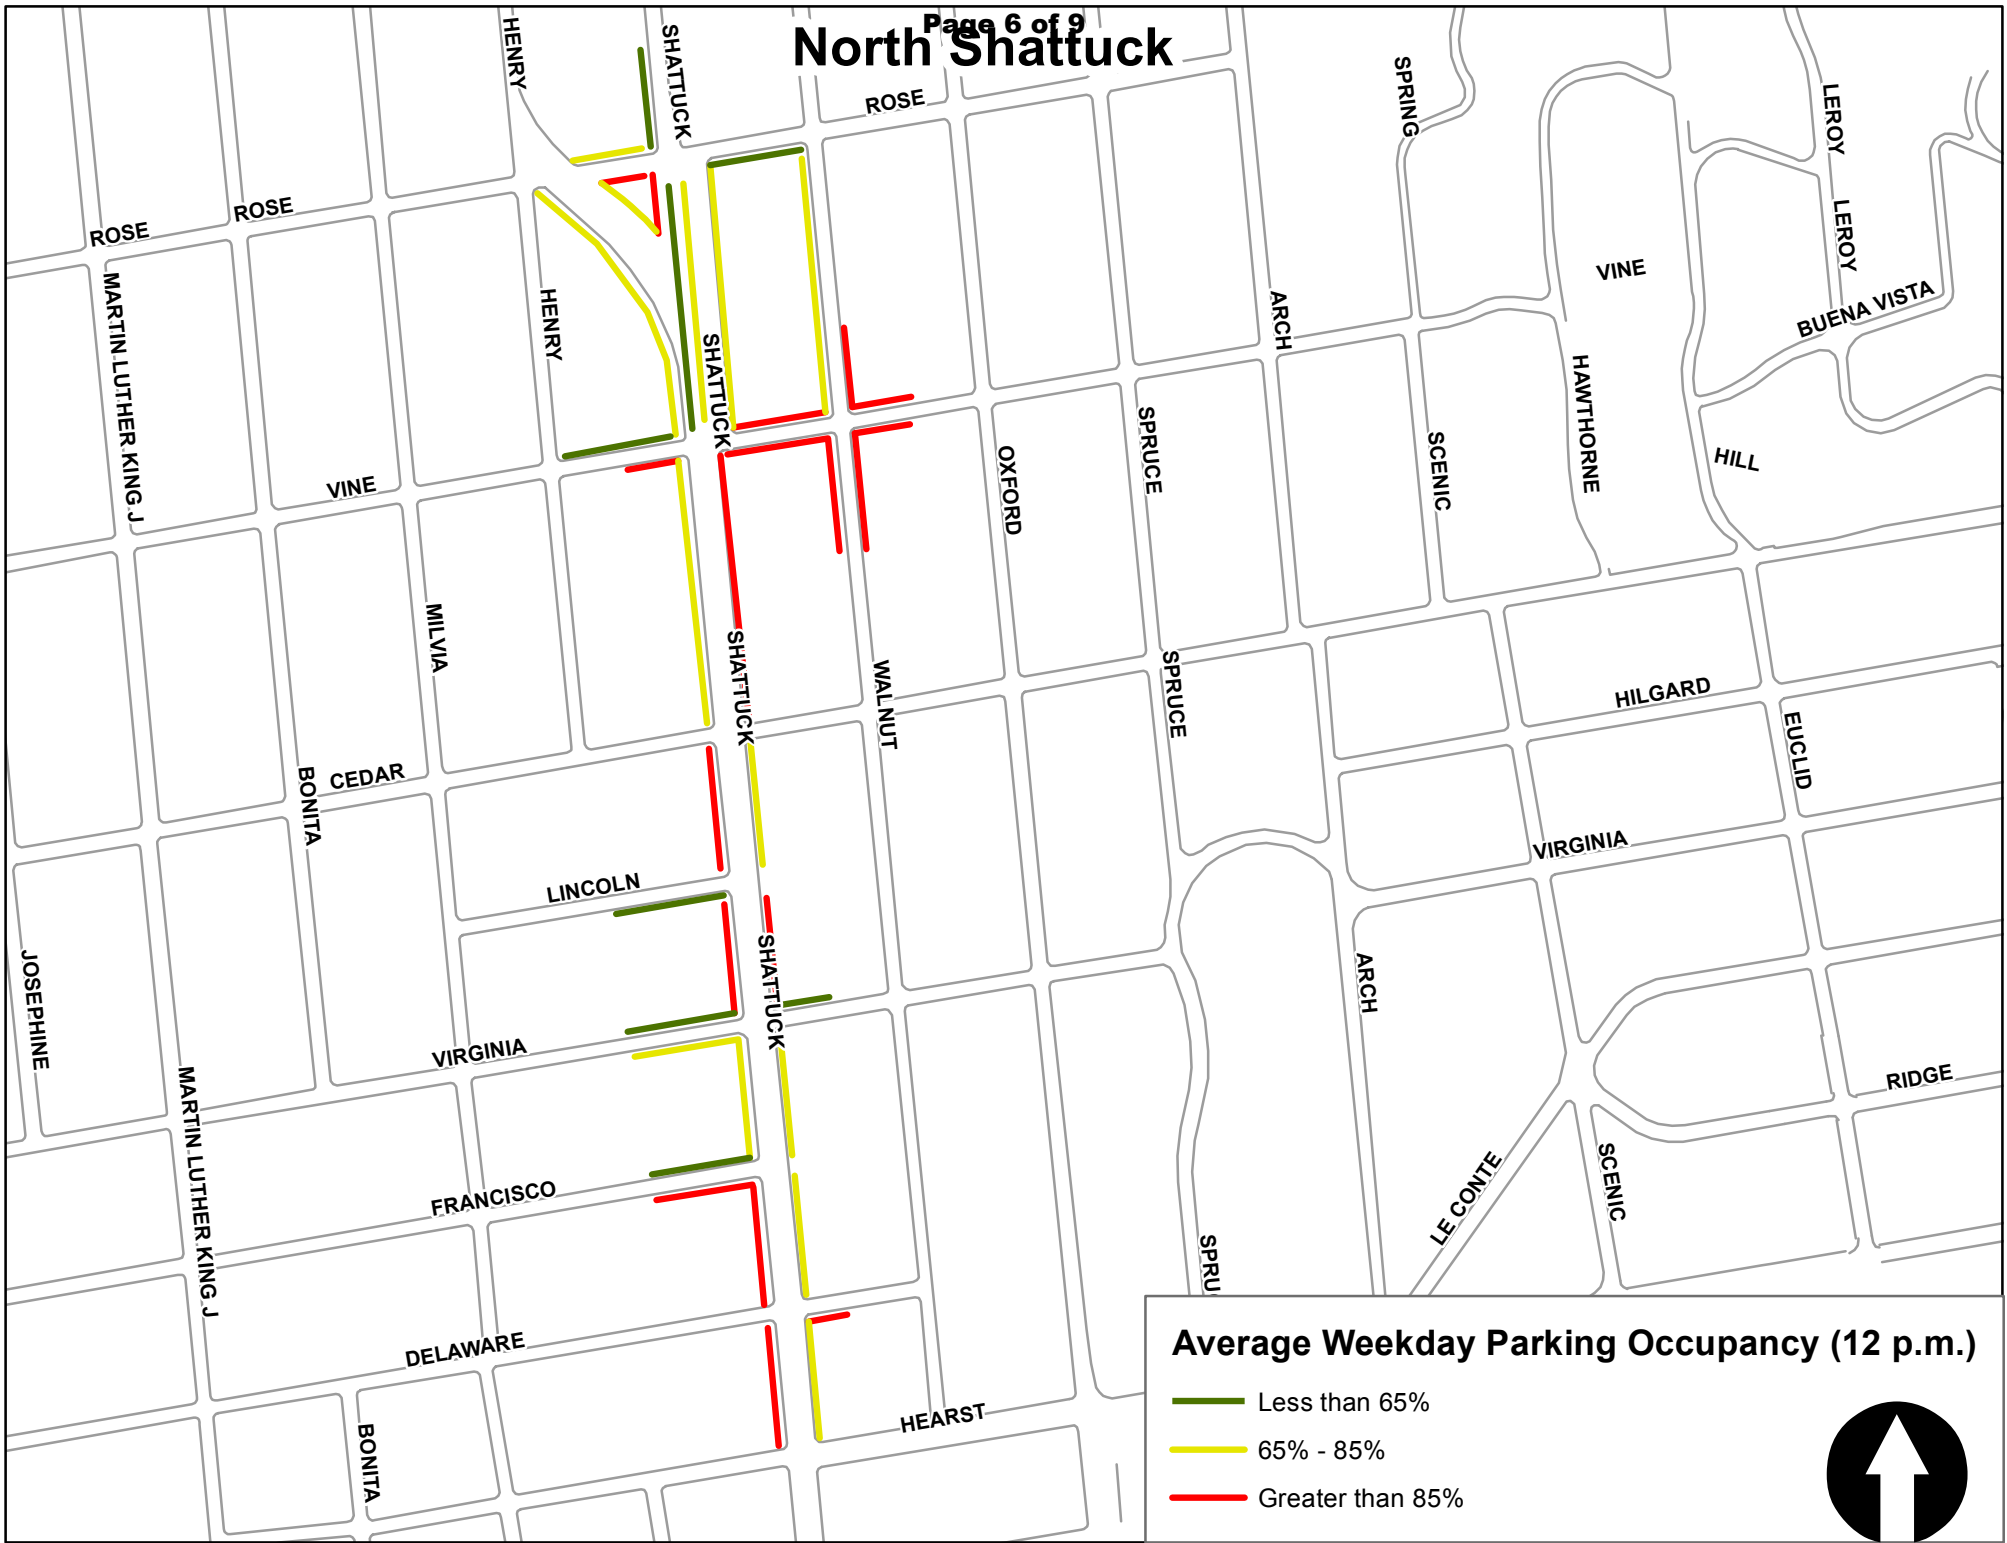 Page 6 of 9
North Shattuck
HENRY
SHATTUCK
ROSE
SPRING
LEROY
ROSE
ROSE
LEROY
VINE
MARTIN LUTHER KING J
HENRY
SHATTUCK
ARCH
BUENA VISTA
HAWTHORNE
SPRUCE
SCENIC
OXFORD
HILL
VINE
MILVIA
SHATTUCK
WALNUT
SPRUCE
HILGARD
EUCLID
BONITA
CEDAR
VIRGINIA
LINCOLN
SHATTUCK
JOSEPHINE
ARCH
VIRGINIA
MARTIN LUTHER KING J
RIDGE
FRANCISCO
LE CONTE
SCENIC
SPRU
DELAWARE
HEARST
BONITA
Average Weekday Parking Occupancy (12 p.m.)
Less than 65%
65% - 85%
Greater than 85%